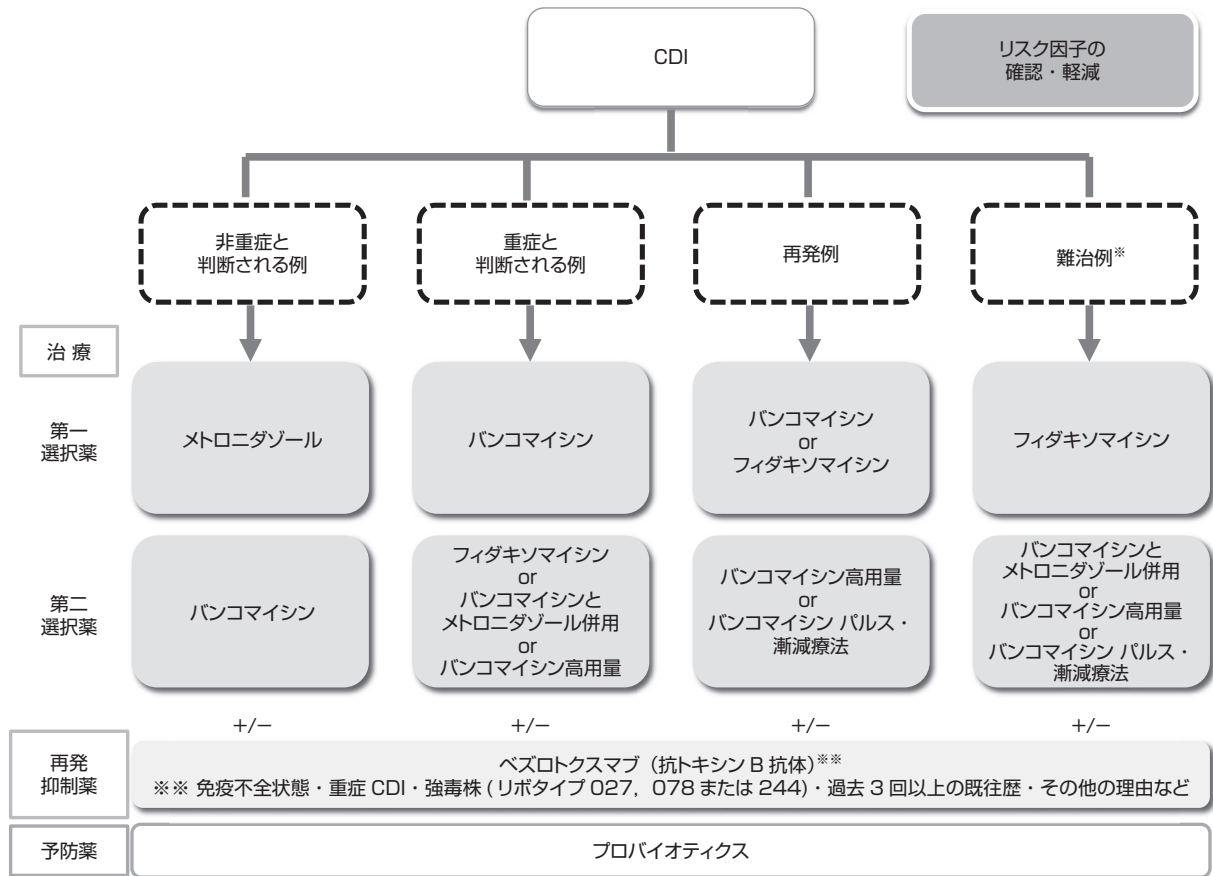 CDI
リスク因子の
確認・軽減
非重症と
判断される例
重症と
判断される例
再発例
難治例※
治 療
第一
選択薬
メトロニダゾール
バンコマイシン
バンコマイシン
or
フィダキソマイシン
フィダキソマイシン
第二
選択薬
バンコマイシン
フィダキソマイシン
or
バンコマイシンと
メトロニダゾール併用
or
バンコマイシン高用量
バンコマイシン高用量
or
バンコマイシン パルス・
漸減療法
バンコマイシンと
メトロニダゾール併用
or
バンコマイシン高用量
or
バンコマイシン パルス・
漸減療法
+/−
+/−
+/−
+/−
再発
抑制薬
ベズロトクスマブ（抗トキシン B 抗体）※※
※※ 免疫不全状態・重症 CDI・強毒株 ( リボタイプ 027，078 または 244)・過去 3 回以上の既往歴・その他の理由など
予防薬
プロバイオティクス